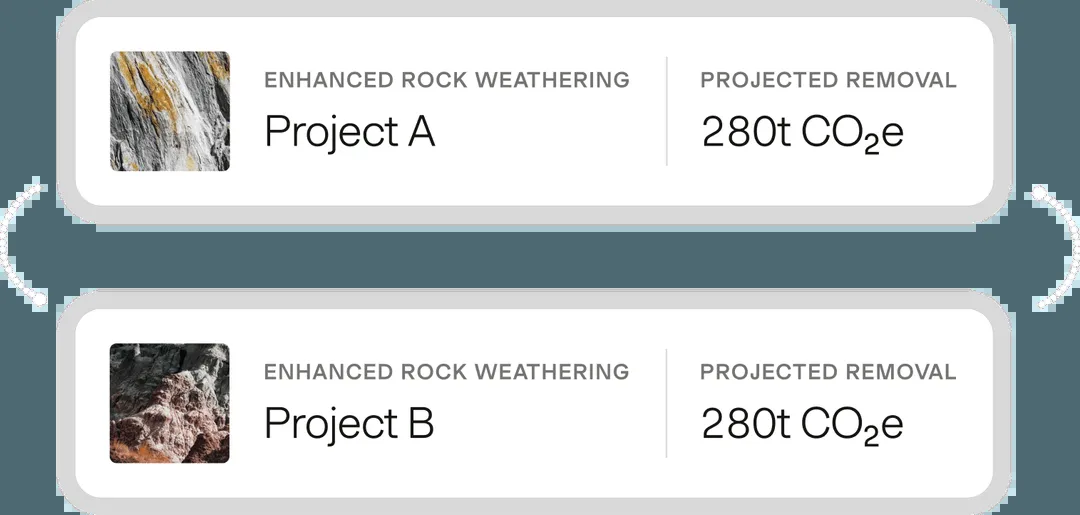 ENHANCED ROCK WEATHERING
Project A
PROJECTED REMOVAL
280t CO₂e
ENHANCED ROCK WEATHERING
Project B
PROJECTED REMOVAL
280t CO₂e